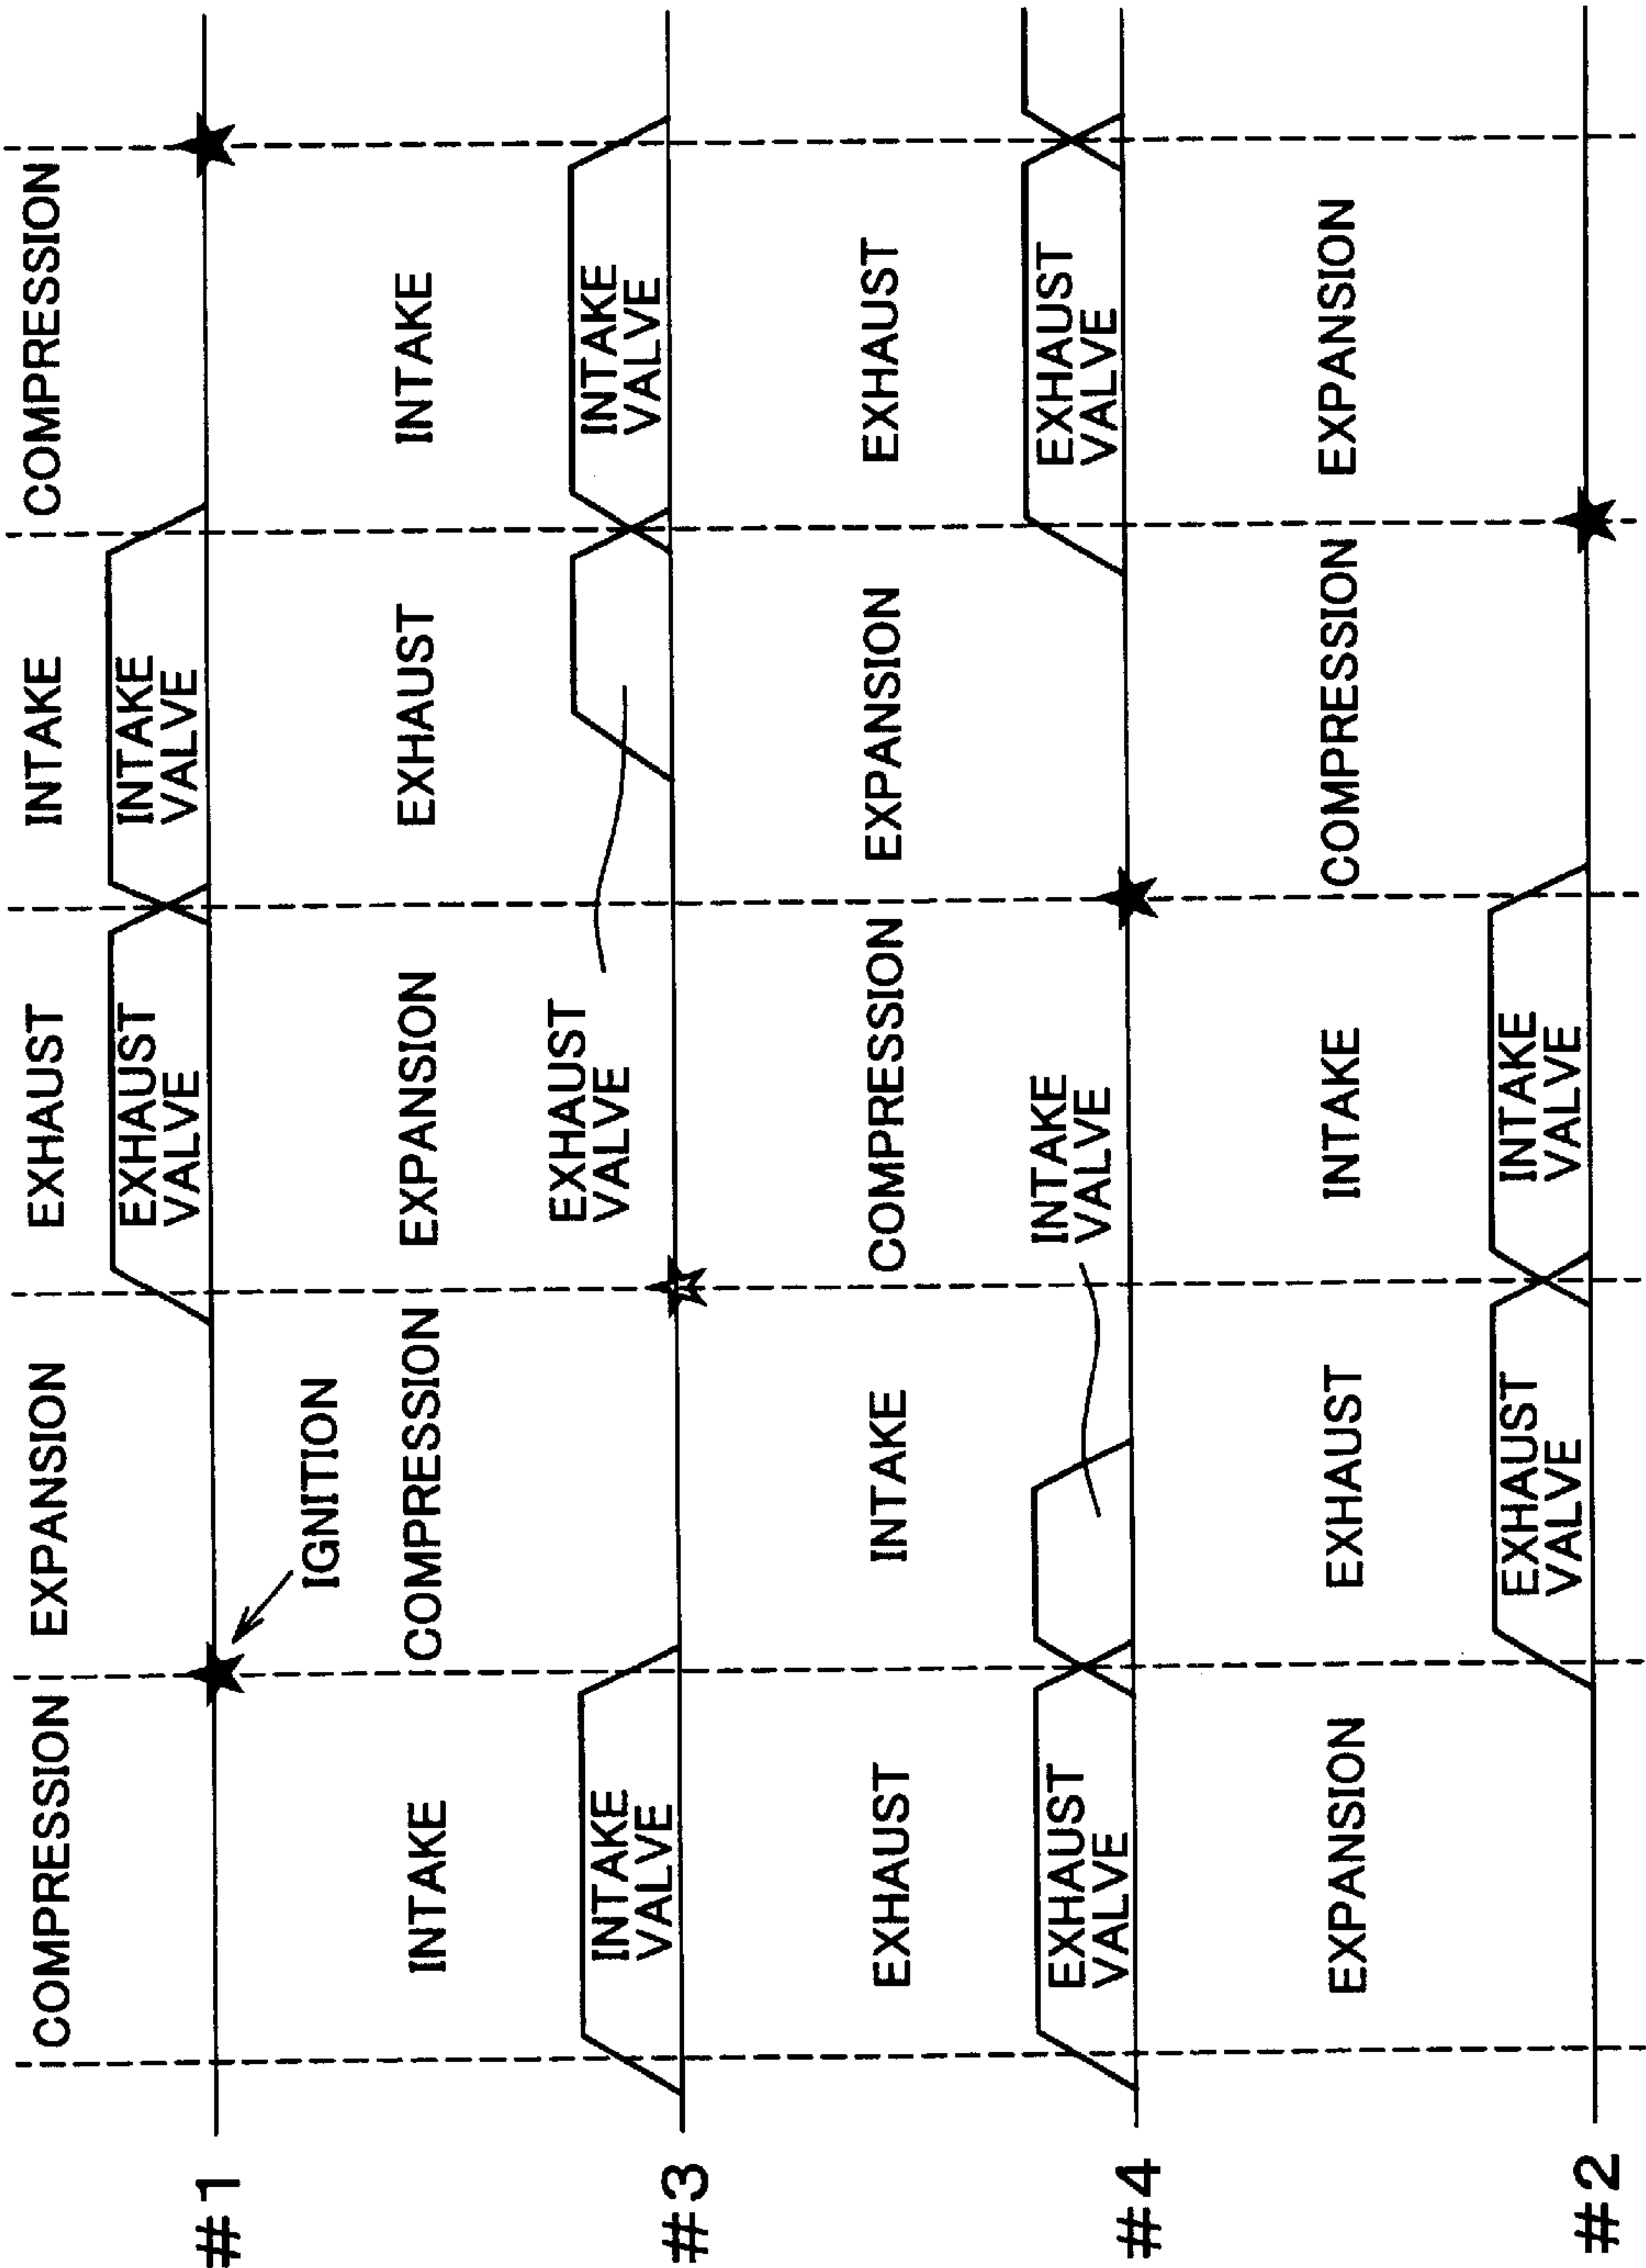 #1
COMPRESSION
EXPANSION
EXHAUST
INTAKE
COMPRESSION
EXHAUST
VALVE
INTAKE
VALVE
IGNITION
#3
INTAKE
COMPRESSION
EXPANSION
EXHAUST
INTAKE
INTAKE
VALVE
EXHAUST
VALVE
INTAKE
VALVE
#4
EXHAUST
INTAKE
COMPRESSION
EXPANSION
EXHAUST
EXHAUST
VALVE
INTAKE
VALVE
EXHAUST
VALVE
#2
EXPANSION
EXHAUST
INTAKE
COMPRESSION
EXPANSION
EXHAUST
VALVE
INTAKE
VALVE